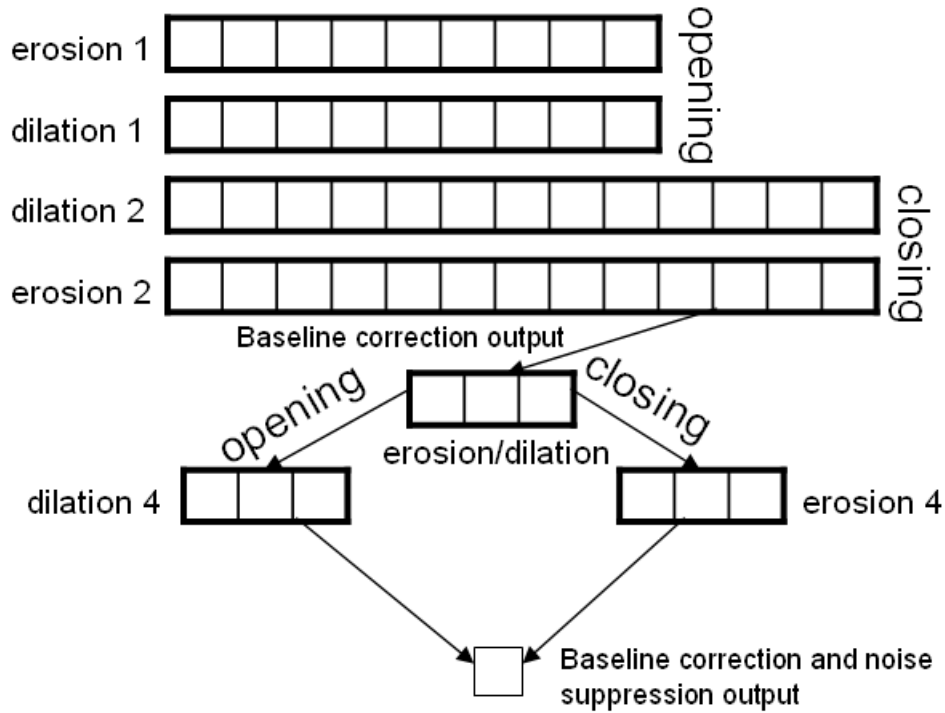 erosion 1
opening
dilation 1
dilation 2
closing
erosion 2
Baseline correction output
opening
closing
erosion/dilation
dilation 4
erosion 4
Baseline correction and noise
suppression output